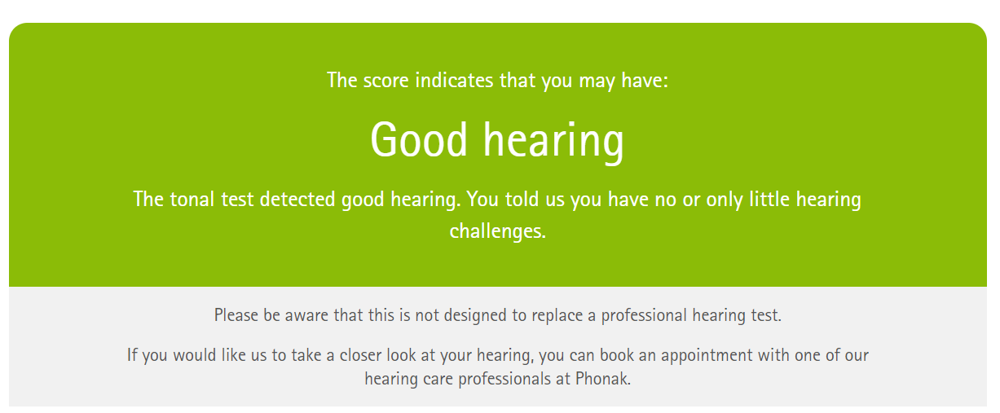 The score indicates that you may have:
Good hearing
The tonal test detected good hearing. You told us you have no or only little hearing
challenges.
Please be aware that this is not designed to replace a professional hearing test.
If you would like us to take a closer look at your hearing, you can book an appointment with one of our
hearing care professionals at Phonak.